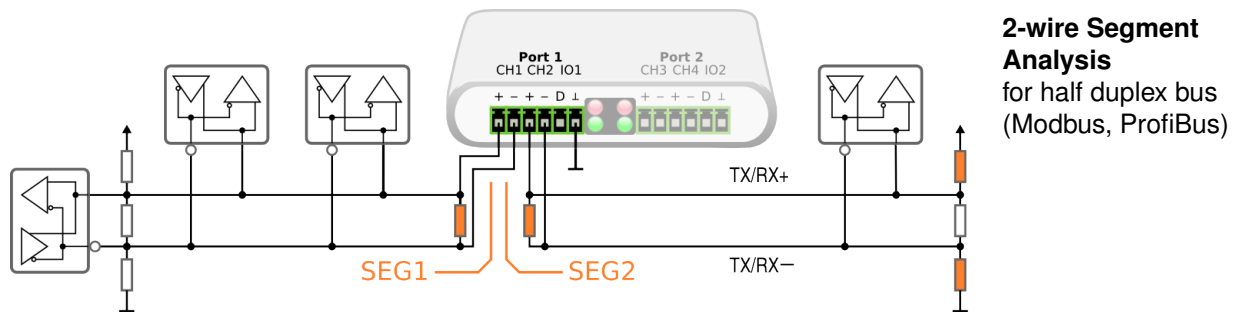 2-wire Segment
Analysis
for half duplex bus
(Modbus, ProfiBus)
Port 1
CH1 CH2 IO1
+ − + − D ⊥
Port 2
CH3 CH4 IO2
+ − + − D ⊥
TX/RX+
SEG1
SEG2
TX/RX−